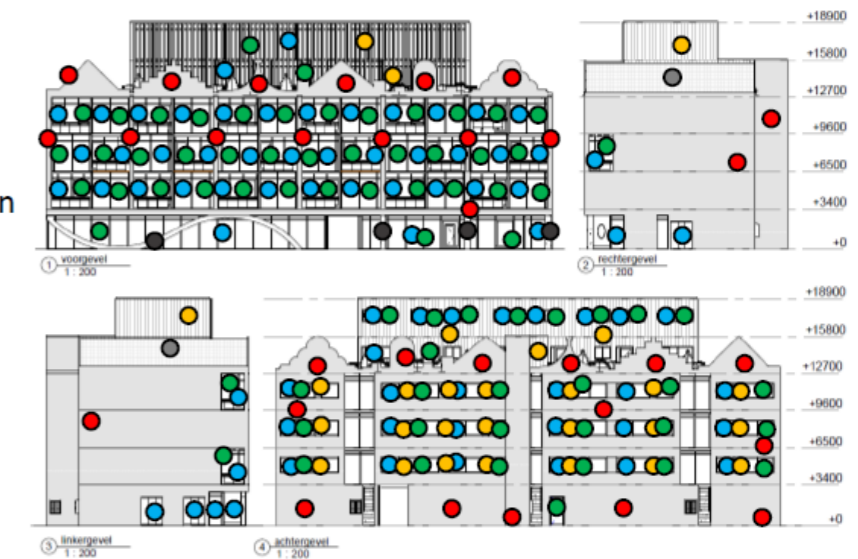 +18900
+15800
+12700
+9600
+6500
+3400
+0
n
1 voorgevel
1 : 200
2 rechtergevel
1 : 200
+18900
+15800
+12700
+9600
+6500
+3400
+0
3 linkergevel
1 : 200
4 achtergevel
1 : 200